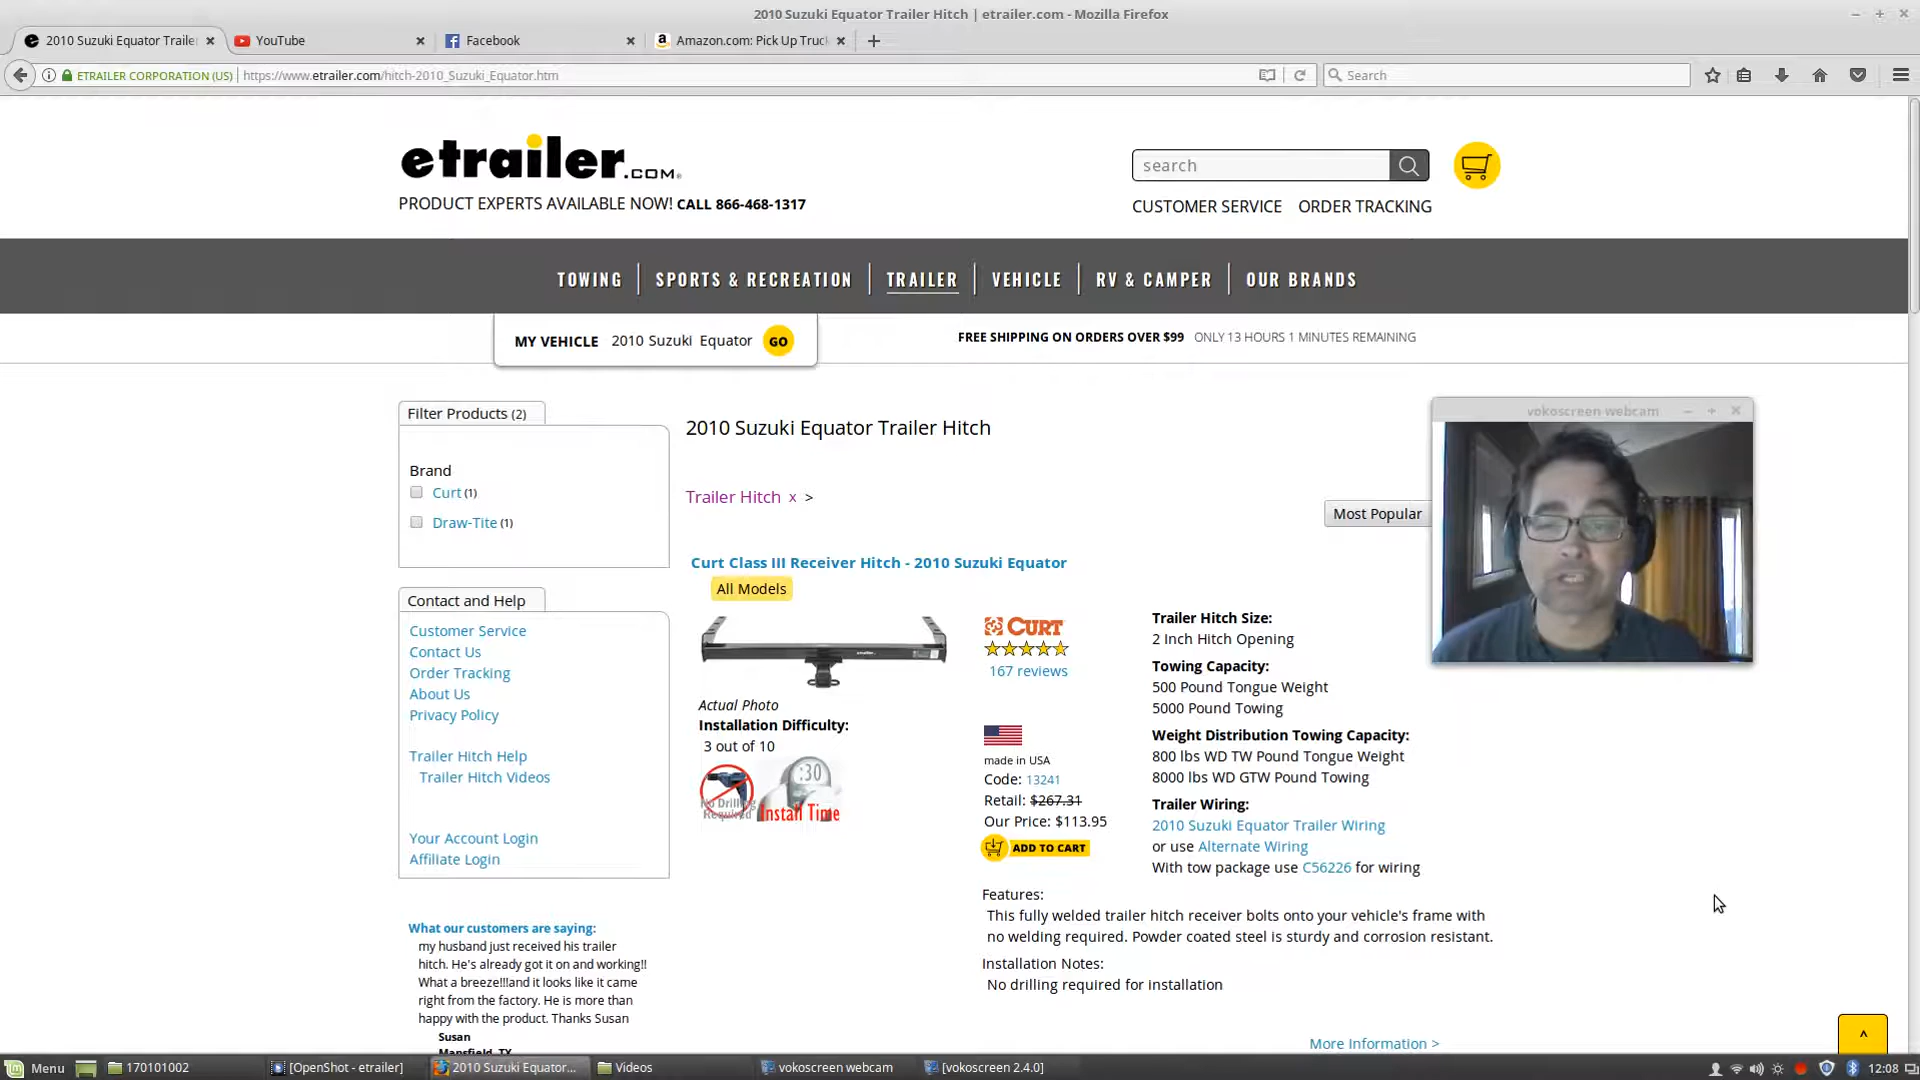 2010 Suzuki Equator Trailer Hitch | etrailer.com - Mozilla Firefox
2010 Suzuki Equator Traile
YouTube
Facebook
Amazon.com: Pick Up Truc
ETRAILER CORPORATION (US)
https://www.etrailer.com/hitch-2010_Suzuki_Equator.htm
Search
etrailer.COM
PRODUCT EXPERTS AVAILABLE NOW! CALL 866-468-1317
search
CUSTOMER SERVICE ORDER TRACKING
TOWING SPORTS & RECREATION TRAILER VEHICLE RV & CAMPER OUR BRANDS
MY VEHICLE 2010 Suzuki Equator GO
FREE SHIPPING ON ORDERS OVER $99 ONLY 13 HOURS 1 MINUTES REMAINING
Filter Products (2)
Brand
Curt (1)
Draw-Tite (1)
Contact and Help
Customer Service
Contact Us
Order Tracking
About Us
Privacy Policy
Trailer Hitch Help
Trailer Hitch Videos
Your Account Login
Affiliate Login
What our customers are saying:
my husband just received his trailer
hitch. He's already got it on and working!!
What a breeze!!!and it looks like it came
right from the factory. He is more than
happy with the product. Thanks Susan
Susan
Mansfield, TX
2010 Suzuki Equator Trailer Hitch
Trailer Hitch x >
Most Popular
vokoscreen webcam
Curt Class III Receiver Hitch - 2010 Suzuki Equator
All Models
Actual Photo
Installation Difficulty:
3 out of 10
No Drilling
Required
:30
Install Time
CURT
167 reviews
made in USA
Code: 13241
Retail: $267.31
Our Price: $113.95
ADD TO CART
Trailer Hitch Size:
2 Inch Hitch Opening
Towing Capacity:
500 Pound Tongue Weight
5000 Pound Towing
Weight Distribution Towing Capacity:
800 lbs WD TW Pound Tongue Weight
8000 lbs WD GTW Pound Towing
Trailer Wiring:
2010 Suzuki Equator Trailer Wiring
or use Alternate Wiring
With tow package use C56226 for wiring
Features:
This fully welded trailer hitch receiver bolts onto your vehicle's frame with
no welding required. Powder coated steel is sturdy and corrosion resistant.
Installation Notes:
No drilling required for installation
More Information >
Menu
170101002
[OpenShot - etrailer]
2010 Suzuki Equator...
Videos
vokoscreen webcam
[vokoscreen 2.4.0]
12:08